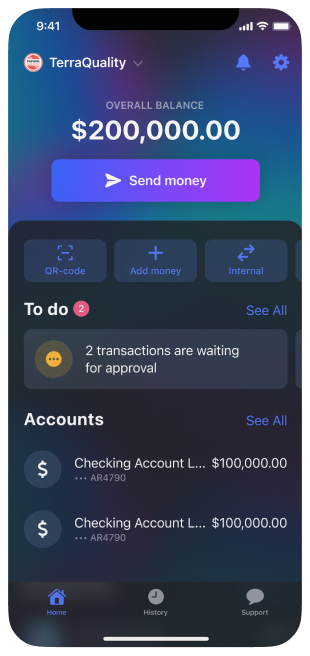 9:41
TerraQuality
OVERALL BALANCE
$200,000.00
Send money
QR-code
Add money
Internal
To do 2
See All
2 transactions are waiting
for approval
Accounts
See All
Checking Account L... $100,000.00
••• AR4790
Checking Account L... $100,000.00
••• AR4790
Home
History
Support